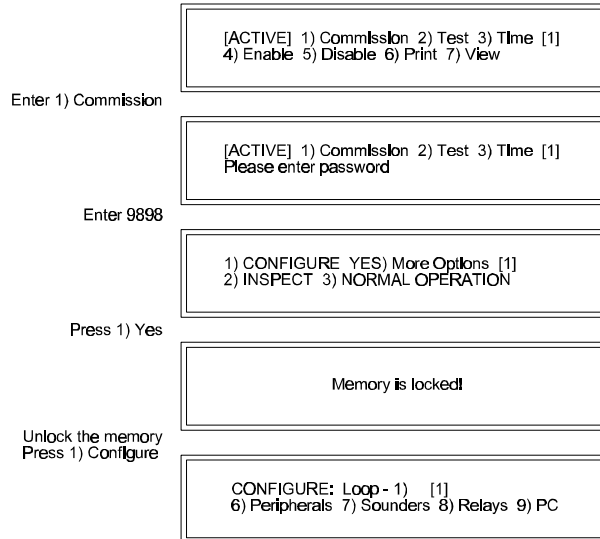 [ACTIVE] 1) Commission 2) Test 3) Time [1]
4) Enable 5) Disable 6) Print 7) View
Enter 1) Commission
[ACTIVE] 1) Commission 2) Test 3) Time [1]
Please enter password
Enter 9898
1) CONFIGURE YES) More Options [1]
2) INSPECT 3) NORMAL OPERATION
Press 1) Yes
Memory is locked!
Unlock the memory
Press 1) Configure
CONFIGURE: Loop - 1) [1]
6) Peripherals 7) Sounders 8) Relays 9) PC